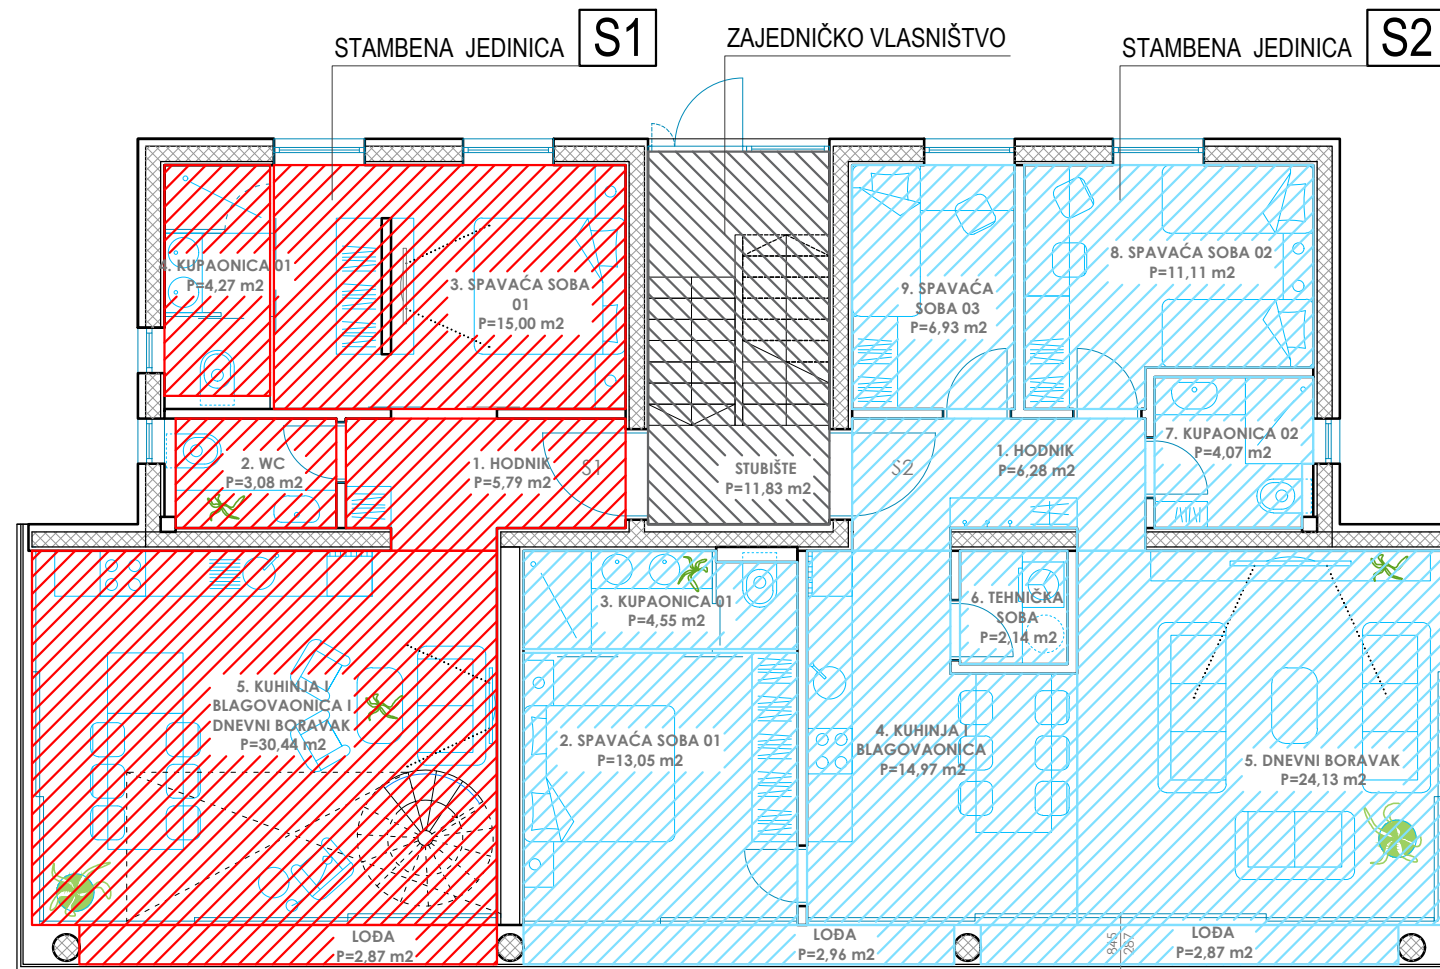 STAMBENA JEDINICA S1
ZAJEDNIČKO VLASNIŠTVO
STAMBENA JEDINICA S2
4. KUPAONICA 01
P=4,27 m2
3. SPAVAĆA SOBA
01
P=15,00 m2
9. SPAVAĆA
SOBA 03
P=6,93 m2
8. SPAVAĆA SOBA 02
P=11,11 m2
2. WC
P=3,08 m2
1. HODNIK
P=5,79 m2
S1
STUBIŠTE
P=11,83 m2
S2
1. HODNIK
P=6,28 m2
7. KUPAONICA 02
P=4,07 m2
3. KUPAONICA 01
P=4,55 m2
6. TEHNIČKA
SOBA
P=2,14 m2
5. KUHINJA I
BLAGOVAONICA I
DNEVNI BORAVAK
P=30,44 m2
2. SPAVAĆA SOBA 01
P=13,05 m2
4. KUHINJA I
BLAGOVAONICA
P=14,97 m2
5. DNEVNI BORAVAK
P=24,13 m2
LOĐA
P=2,87 m2
LOĐA
P=2,96 m2
845
287
LOĐA
P=2,87 m2